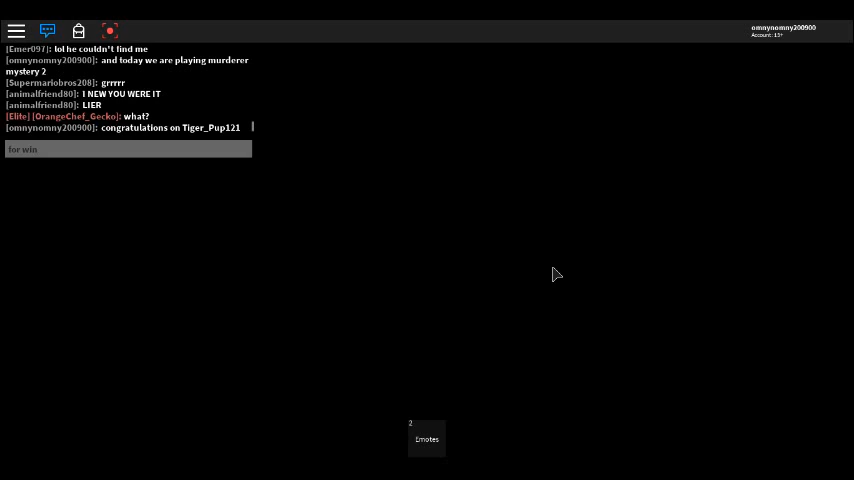 omnynomny200900
Account: 13+
[Emer097]: lol he couldn't find me
[omnynomny200900]: and today we are playing murderer
mystery 2
[Supermariobros208]: grrrrr
[animalfriend80]: I NEW YOU WERE IT
[animalfriend80]: LIER
[Elite] [OrangeChef_Gecko]: what?
[omnynomny200900]: congratulations on Tiger_Pup121
for win
2
Emotes